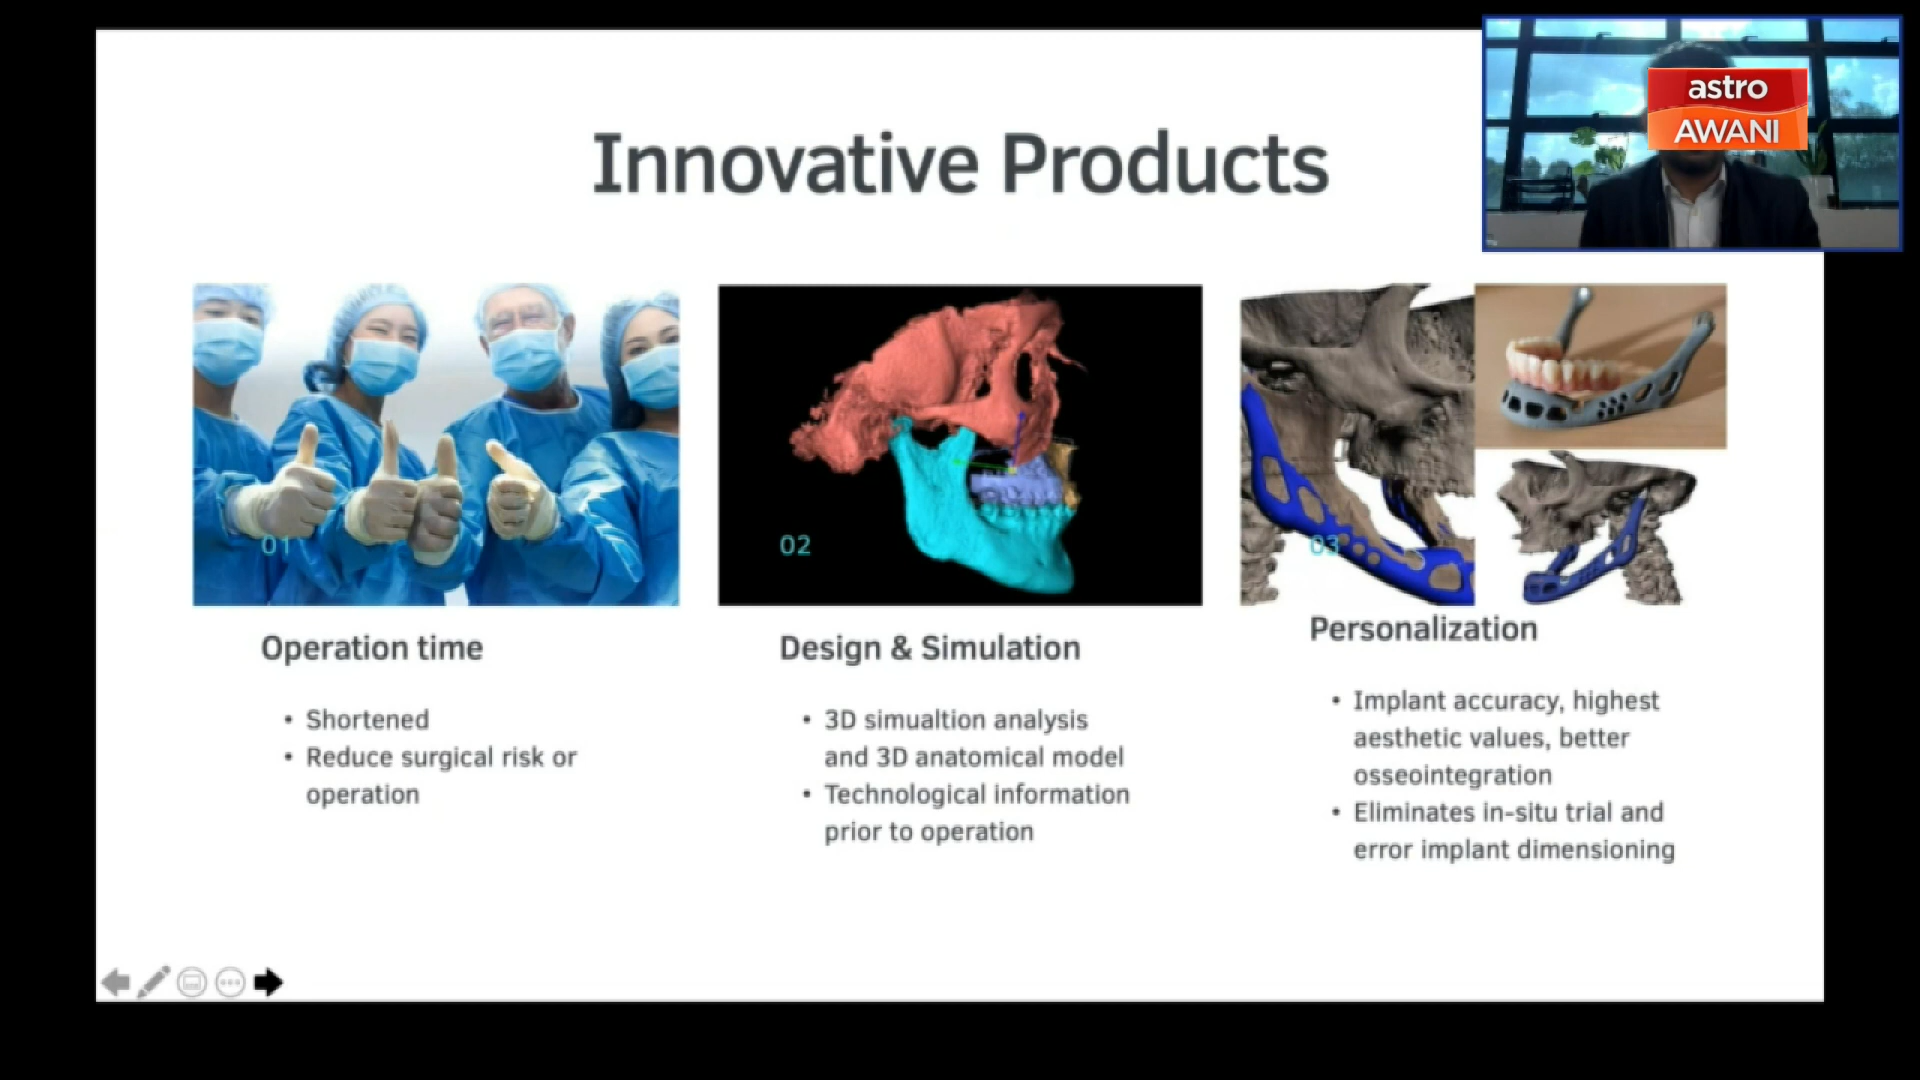 astro
AWANI
Innovative Products
01
02
03
Operation time
• Shortened
• Reduce surgical risk or
operation
Design & Simulation
• 3D simualtion analysis
and 3D anatomical model
• Technological information
prior to operation
Personalization
• Implant accuracy, highest
aesthetic values, better
osseointegration
• Eliminates in-situ trial and
error implant dimensioning